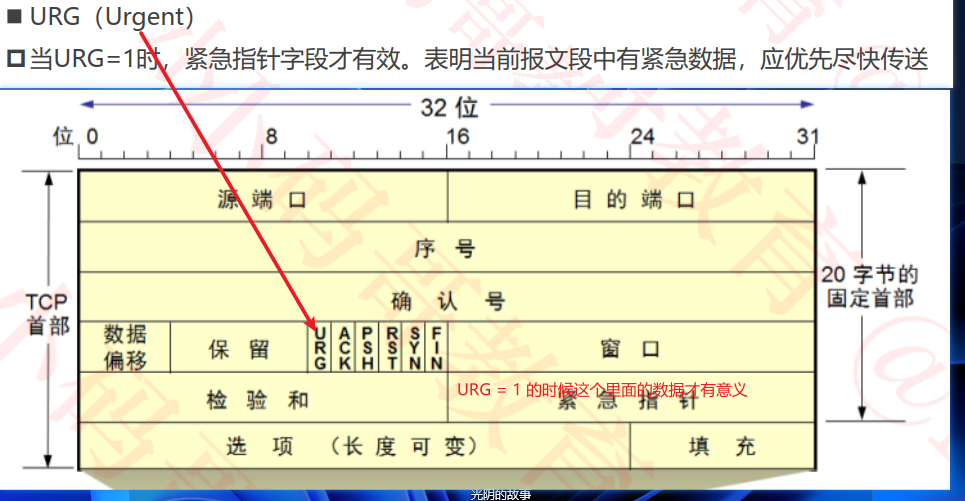 ■ URG（Urgent）
当URG=1时，紧急指针字段才有效。表明当前报文段中有紧急数据，应优先尽快传送
32 位
位 0 8 16 24 31
源端口 目的端口
序号
确认号
20 字节的
固定首部
TCP
首部
数据
偏移
保留 URG ACK PSH RST SYN FIN 窗口
URG = 1 的时候这个里面的数据才有意义
检验和 紧急指针
选项 （长度可变） 填充
光阴的故事
小码哥教育